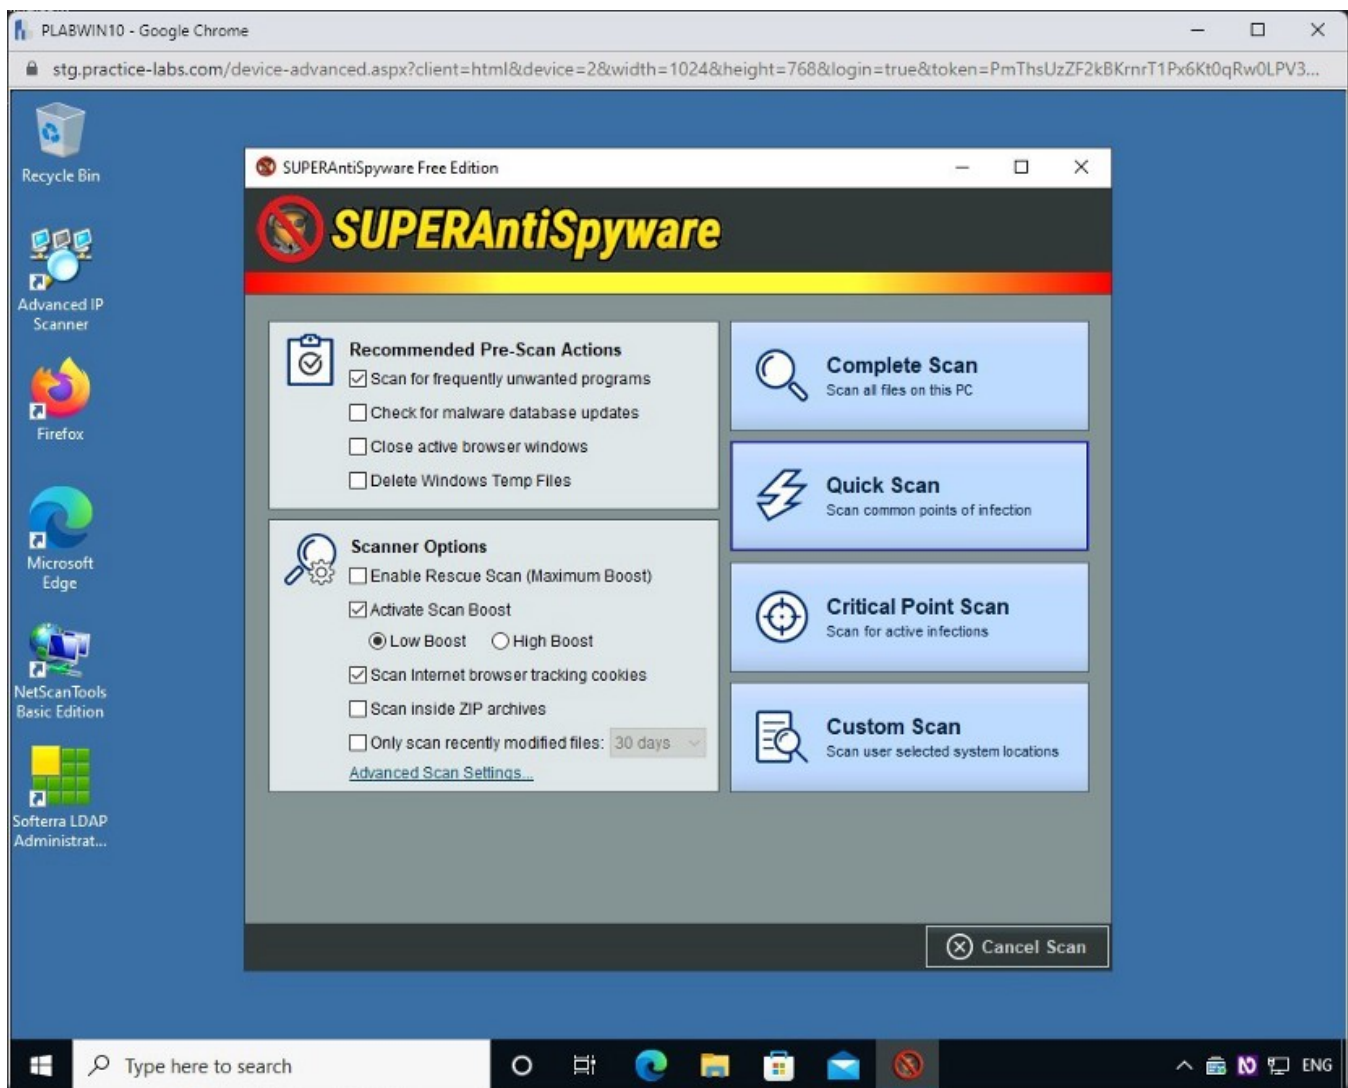 PLABWIN10 - Google Chrome
stg.practice-labs.com/device-advanced.aspx?client=html&device=2&width=1024&height=768&login=true&token=PmThsUzZF2kBKrnrT1Px6Kt0qRw0LPV3...
Recycle Bin
Advanced IP
Scanner
Firefox
Microsoft
Edge
NetScanTools
Basic Edition
Softerra LDAP
Administrat...
SUPERAntiSpyware Free Edition
SUPERAntiSpyware
Recommended Pre-Scan Actions
Scan for frequently unwanted programs
Check for malware database updates
Close active browser windows
Delete Windows Temp Files
Scanner Options
Enable Rescue Scan (Maximum Boost)
Activate Scan Boost
Low Boost High Boost
Scan Internet browser tracking cookies
Scan inside ZIP archives
Only scan recently modified files: 30 days
Advanced Scan Settings...
Complete Scan
Scan all files on this PC
Quick Scan
Scan common points of infection
Critical Point Scan
Scan for active infections
Custom Scan
Scan user selected system locations
Cancel Scan
Type here to search
ENG